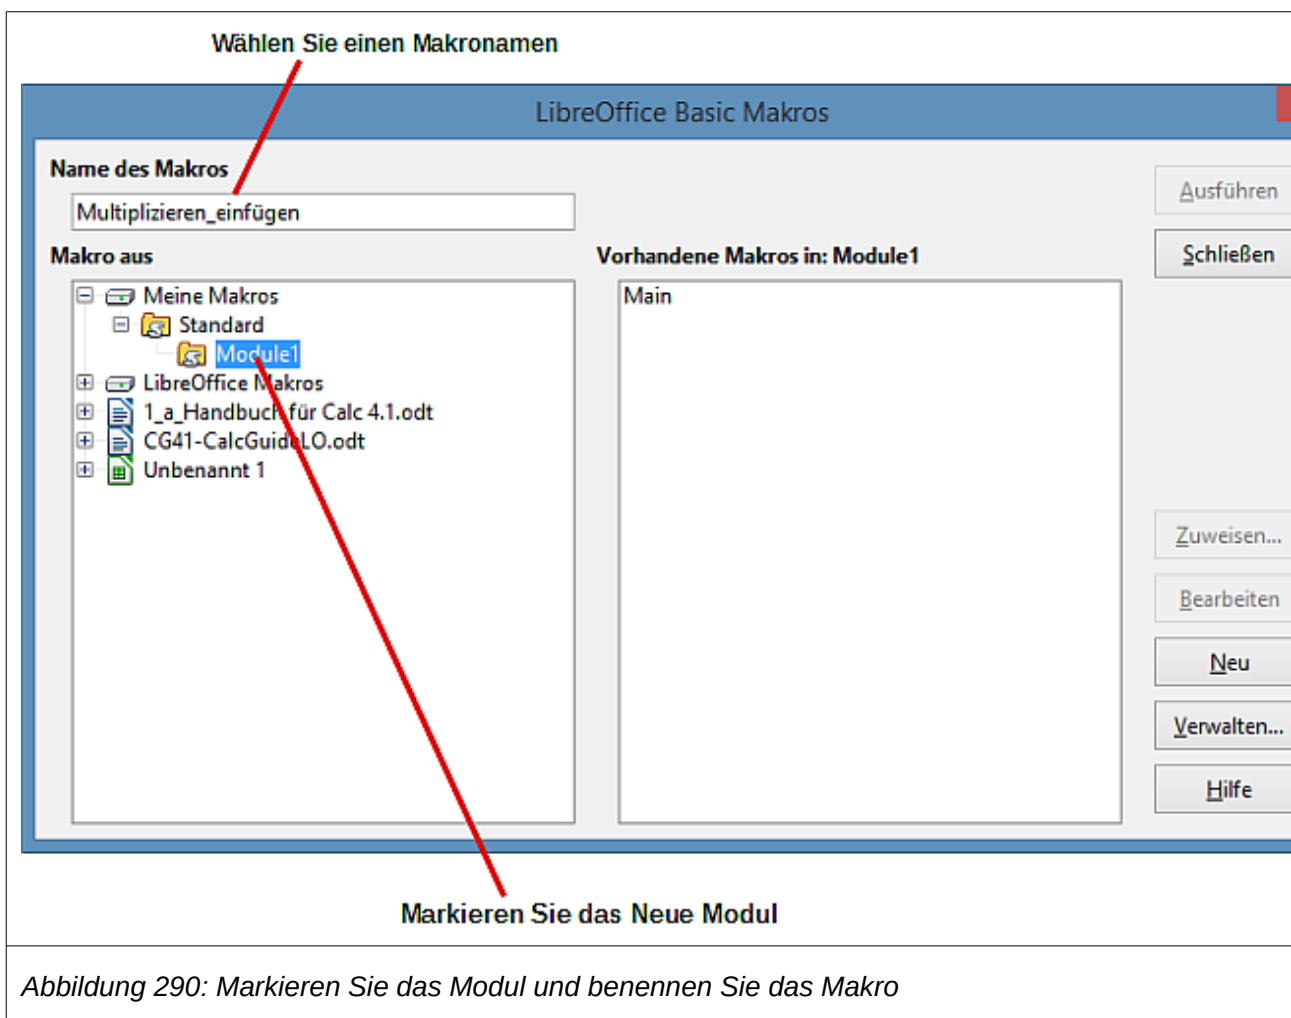 Wählen Sie einen Makronamen
LibreOffice Basic Makros
Name des Makros
Multiplizieren_einfügen
Makro aus
Meine Makros
Standard
Module1
LibreOffice Makros
1_a_Handbuch für Calc 4.1.odt
CG41-CalcGuideLO.odt
Unbenannt 1
Vorhandene Makros in: Module1
Main
Ausführen
Schließen
Zuweisen...
Bearbeiten
Neu
Verwalten...
Hilfe
Markieren Sie das Neue Modul
Abbildung 290: Markieren Sie das Modul und benennen Sie das Makro